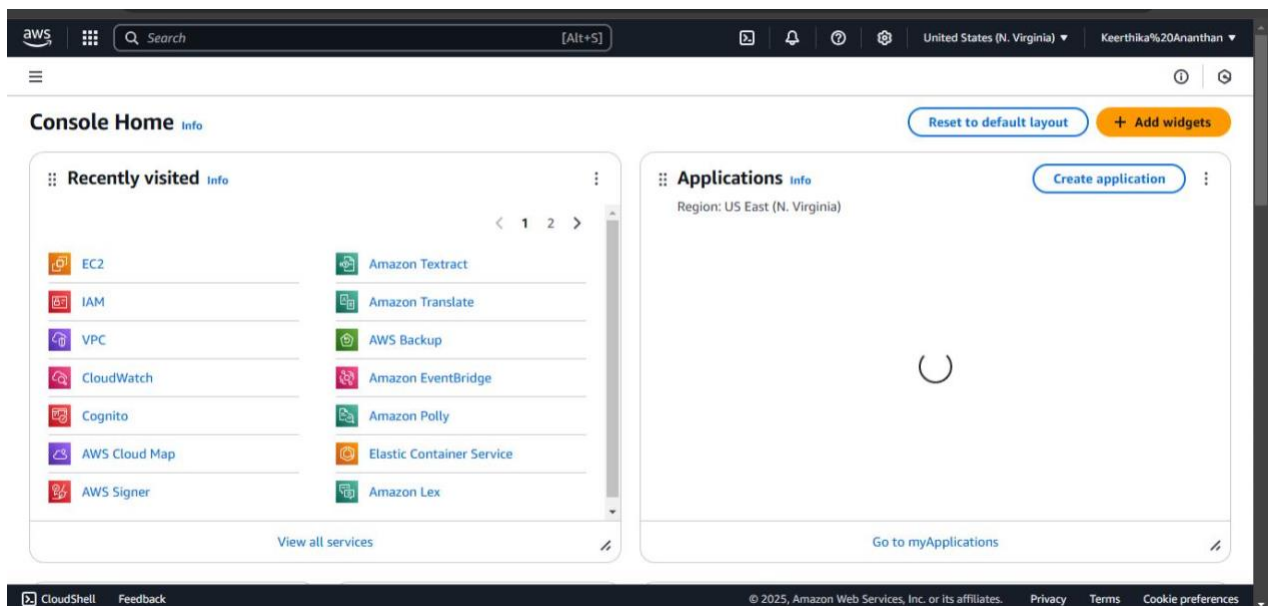 aws Search [Alt+S] United States (N. Virginia) Keerthika%20Ananthan
Console Home Info Reset to default layout + Add widgets
Recently visited Info
1 2
EC2
IAM
VPC
CloudWatch
Cognito
AWS Cloud Map
AWS Signer
Amazon Textract
Amazon Translate
AWS Backup
Amazon EventBridge
Amazon Polly
Elastic Container Service
Amazon Lex
View all services
Applications Info Create application
Region: US East (N. Virginia)
Go to myApplications
CloudShell Feedback © 2025, Amazon Web Services, Inc. or its affiliates. Privacy Terms Cookie preferences